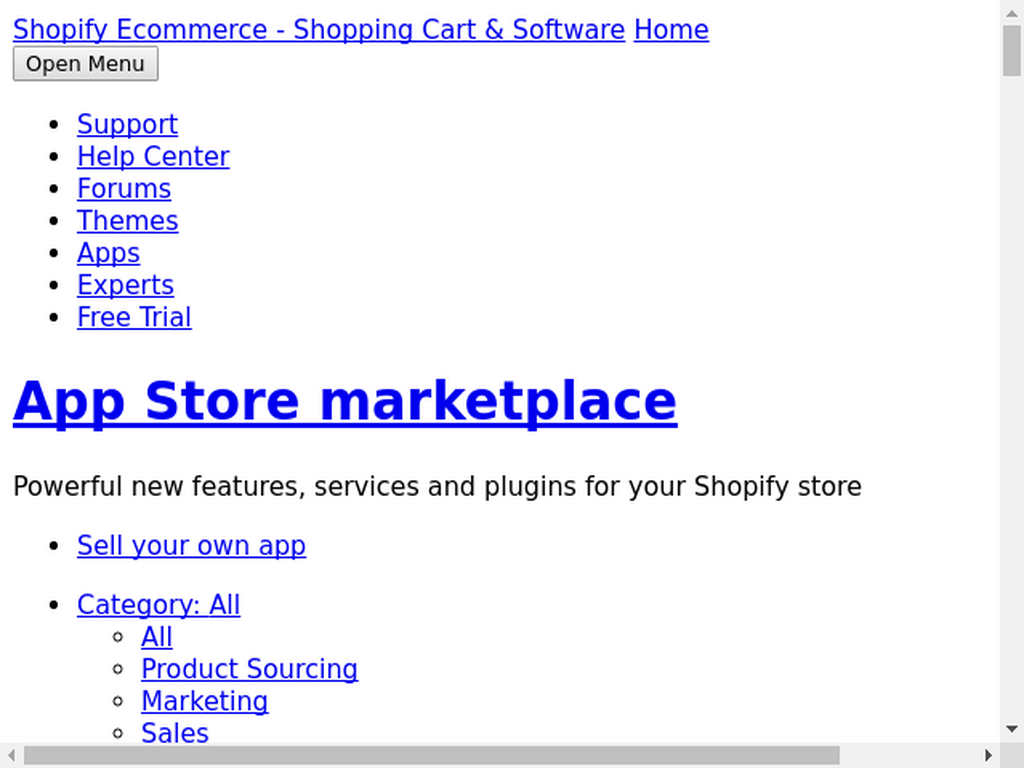 Shopify Ecommerce - Shopping Cart & Software Home
Open Menu
Support
Help Center
Forums
Themes
Apps
Experts
Free Trial
App Store marketplace
Powerful new features, services and plugins for your Shopify store
Sell your own app
Category: All
All
Product Sourcing
Marketing
Sales